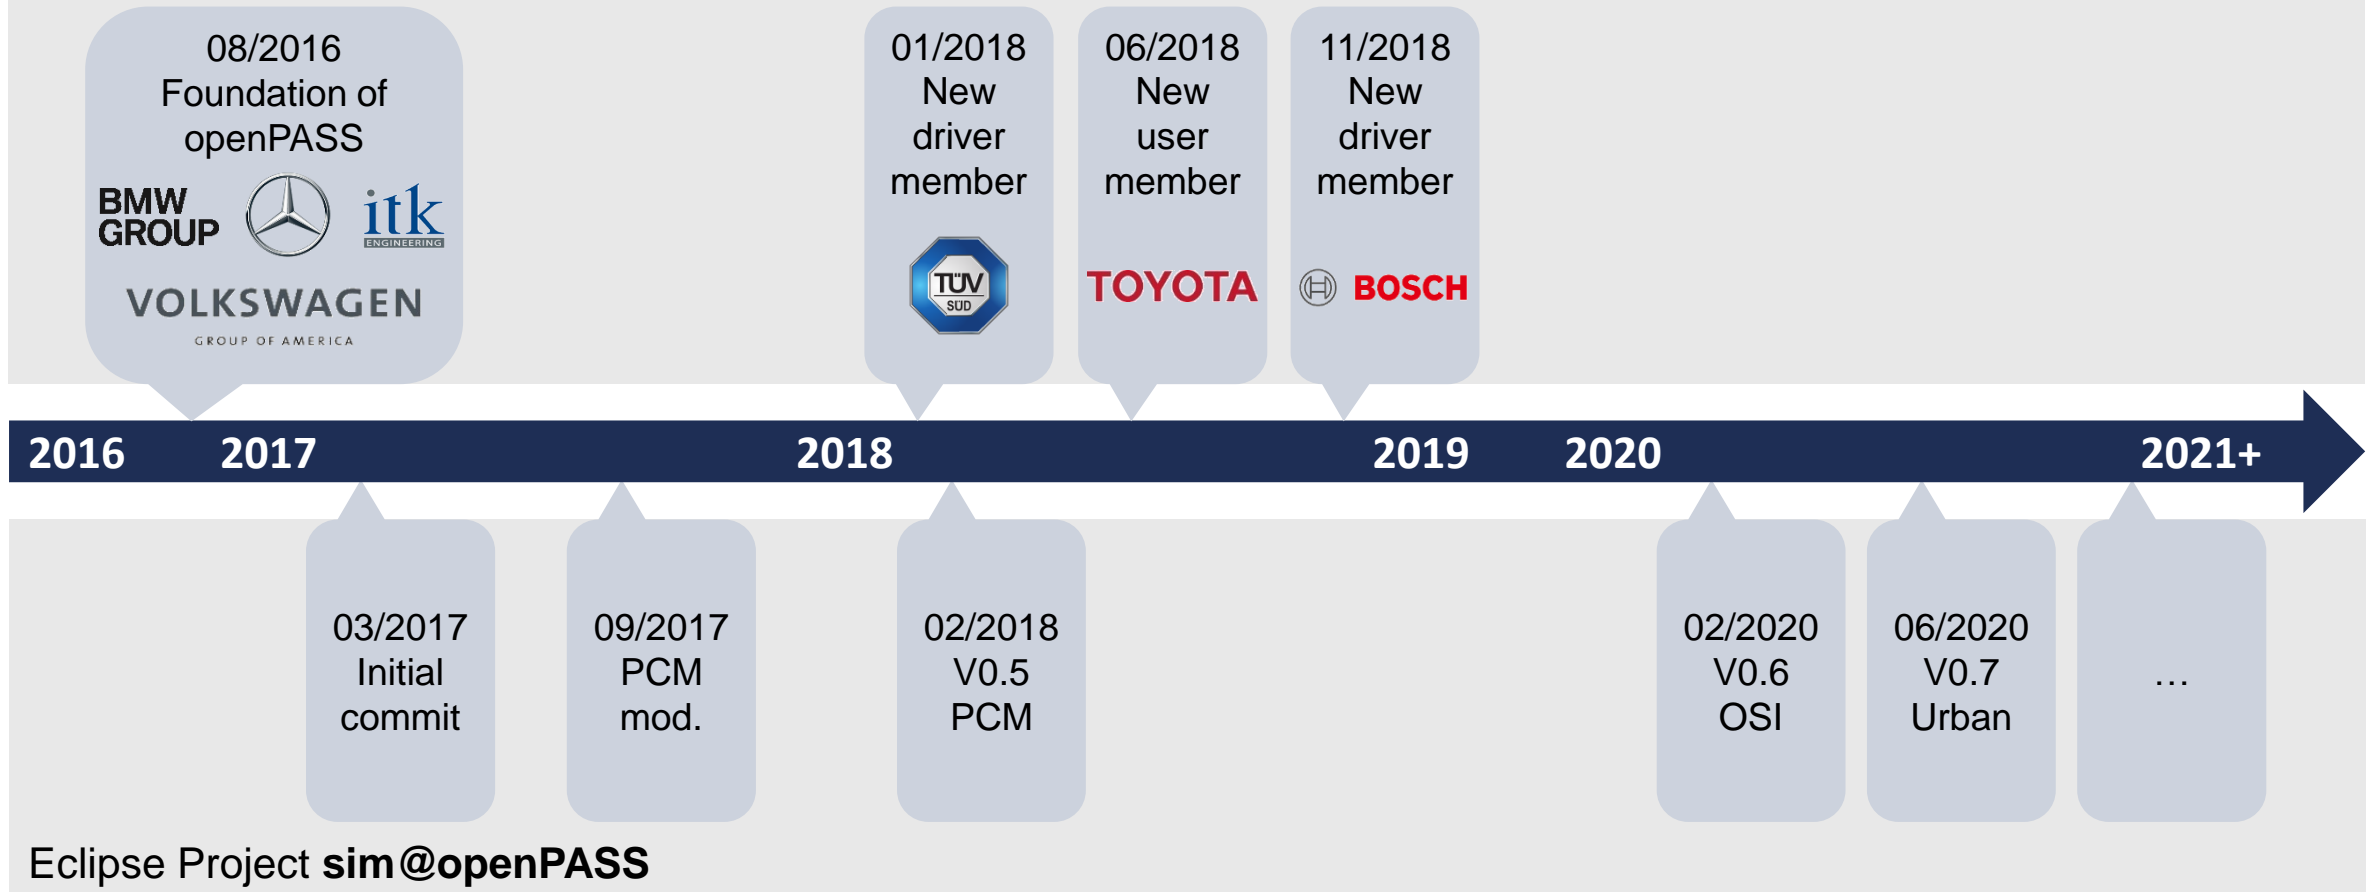 08/2016
Foundation of
openPASS
BMW
GROUP
itk
ENGINEERING
VOLKSWAGEN
GROUP OF AMERICA
01/2018
New
driver
member
TÜV
SÜD
06/2018
New
user
member
TOYOTA
11/2018
New
driver
member
BOSCH
2016 2017 2018 2019 2020 2021+
03/2017
Initial
commit
09/2017
PCM
mod.
02/2018
V0.5
PCM
02/2020
V0.6
OSI
06/2020
V0.7
Urban
…
Eclipse Project sim@openPASS